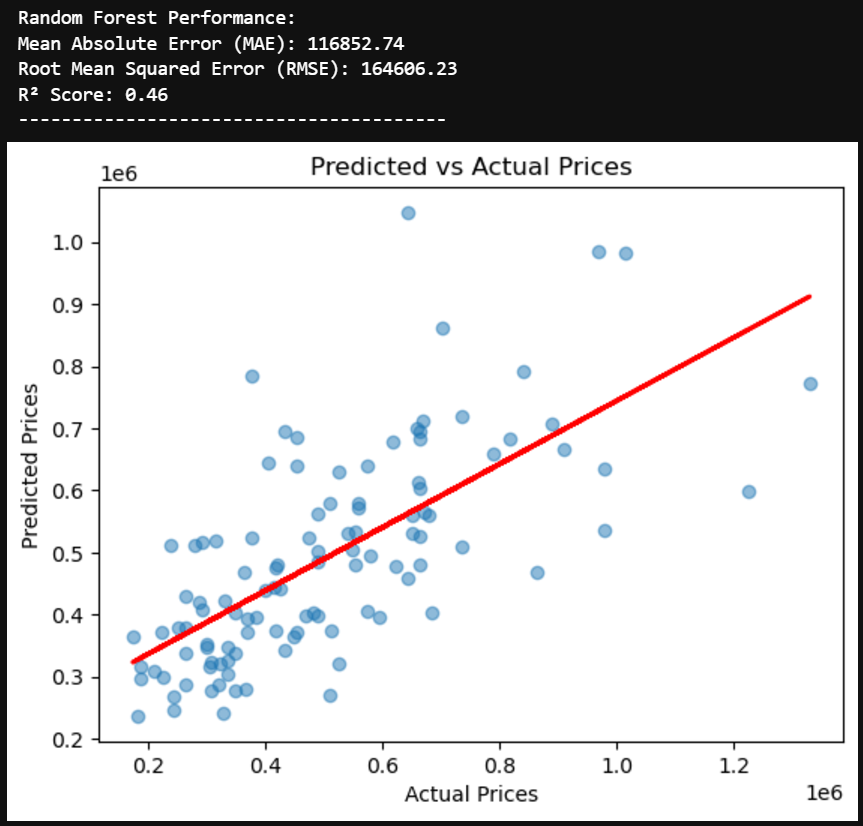 Random Forest Performance:
Mean Absolute Error (MAE): 116852.74
Root Mean Squared Error (RMSE): 164606.23
R² Score: 0.46
----------------------------------------
Predicted vs Actual Prices
1e6
1.0
0.9
0.8
0.7
0.6
0.5
0.4
0.3
0.2
Predicted Prices
0.2 0.4 0.6 0.8 1.0 1.2
1e6
Actual Prices